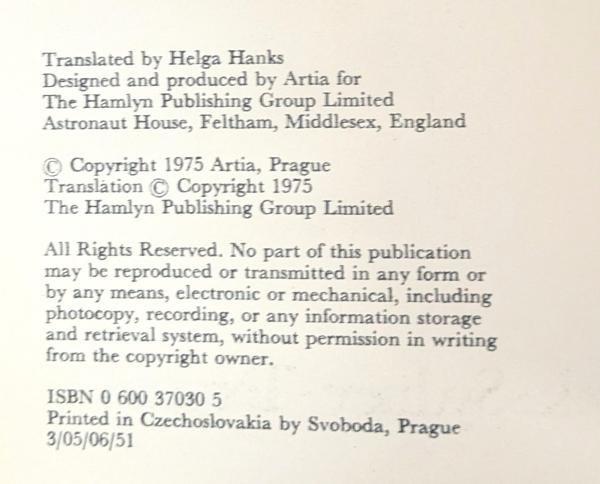 Translated by Helga Hanks
Designed and produced by Artia for
The Hamlyn Publishing Group Limited
Astronaut House, Feltham, Middlesex, England
© Copyright 1975 Artia, Prague
Translation © Copyright 1975
The Hamlyn Publishing Group Limited
All Rights Reserved. No part of this publication
may be reproduced or transmitted in any form or
by any means, electronic or mechanical, including
photocopy, recording, or any information storage
and retrieval system, without permission in writing
from the copyright owner.
ISBN 0 600 37030 5
Printed in Czechoslovakia by Svoboda, Prague
3/05/06/51